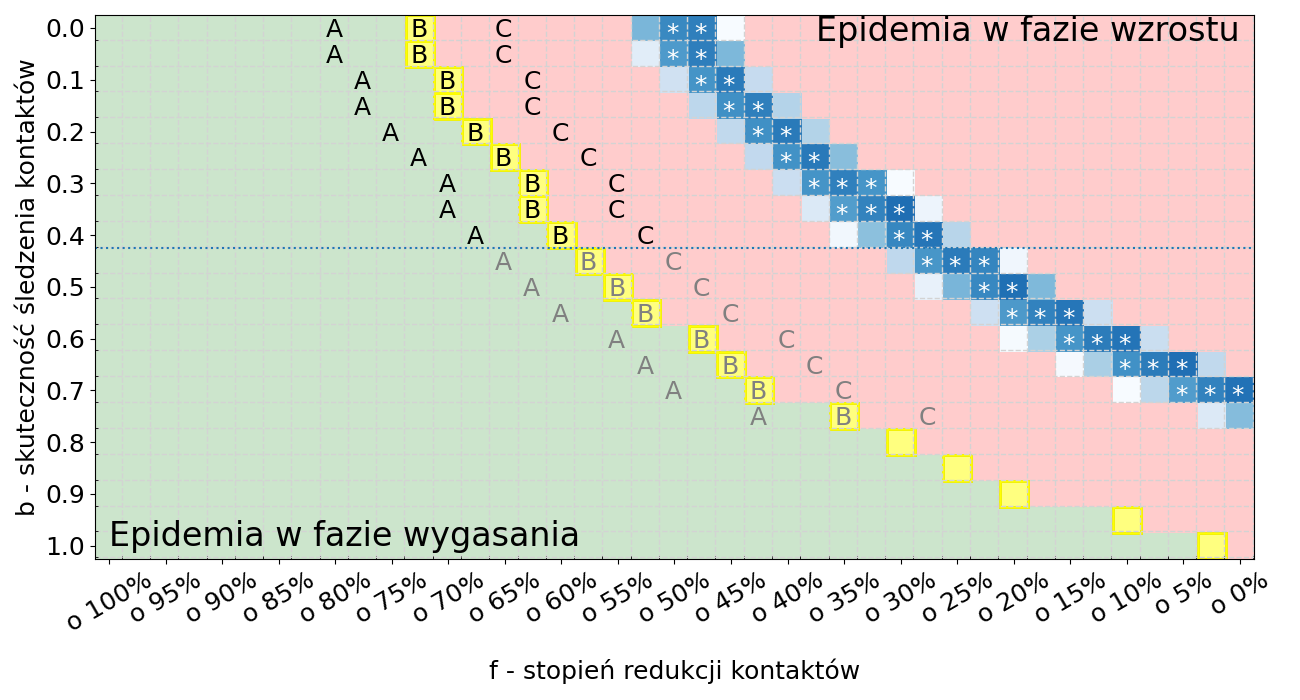 Epidemia w fazie wzrostu
0.0 A B C * *
A B C * *
0.1 A B C * *
A B C * *
0.2 A B C * *
A B C * *
0.3 A B C * * *
A B C * * *
0.4 A B C * *
A B C * * *
0.5 A B C * *
A B C * * *
0.6 A B C * * *
A B C * * *
0.7 A B C * * *
A B C
0.8
0.9
1.0
b - skuteczność śledzenia kontaktów
Epidemia w fazie wygasania
o 100% o 95% o 90% o 85% o 80% o 75% o 70% o 65% o 60% o 55% o 50% o 45% o 40% o 35% o 30% o 25% o 20% o 15% o 10% o 5% o 0%
f - stopień redukcji kontaktów